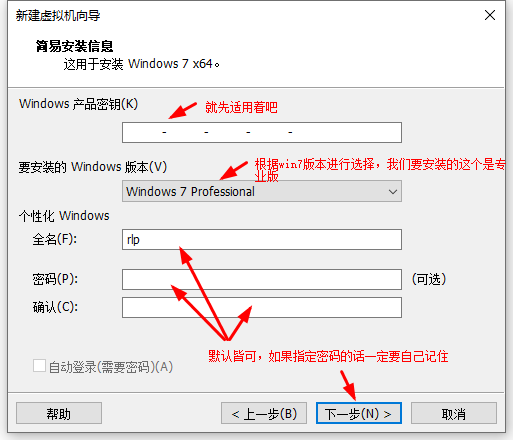 新建虚拟机向导
简易安装信息
这用于安装 Windows 7 x64。
Windows 产品密钥(K)
就先适用着吧
- - - -
要安装的 Windows 版本(V)
根据win7版本进行选择，我们要安装的这个是专
业版
Windows 7 Professional
个性化 Windows
全名(F):
rlp
密码(P):
(可选)
确认(C):
默认皆可，如果指定密码的话一定要自己记住
自动登录(需要密码)(A)
帮助
< 上一步(B)
下一步(N) >
取消